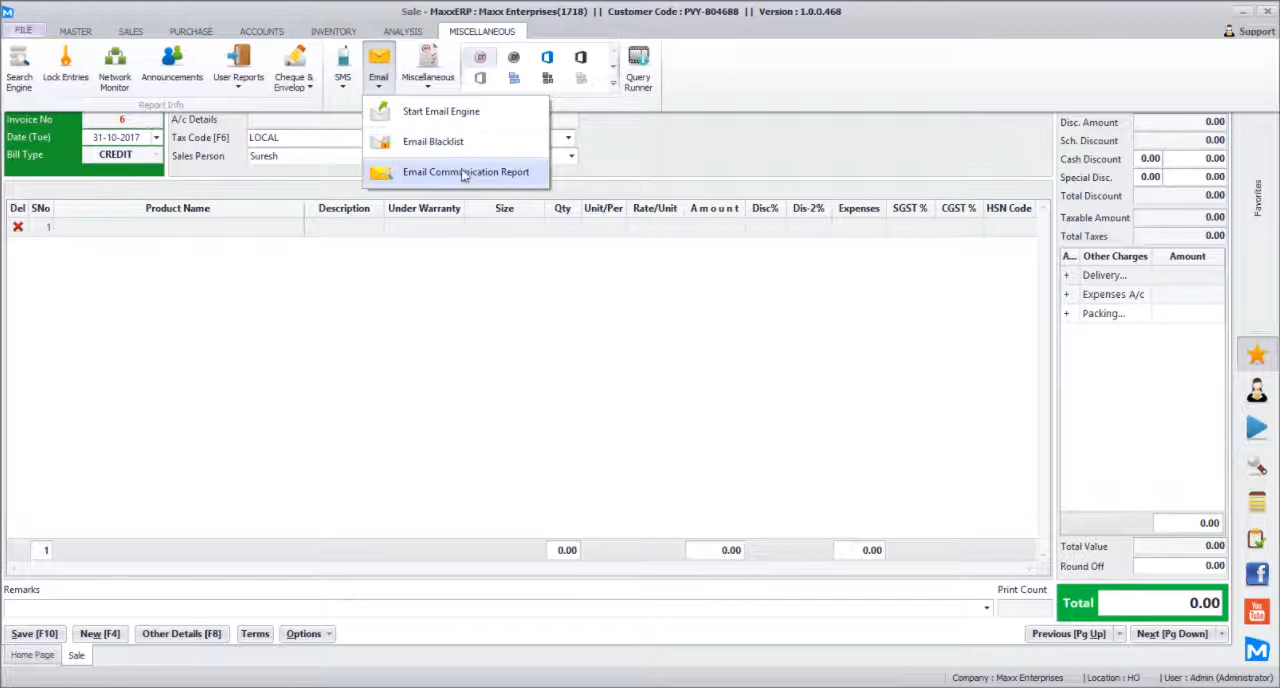 Sale - MaxxERP : Maxx Enterprises(1718) || Customer Code : PVY-804688 || Version : 1.0.0.468
FILE MASTER SALES PURCHASE ACCOUNTS INVENTORY ANALYSIS MISCELLANEOUS Support
Search Engine Lock Entries Network Monitor Announcements User Reports Cheque & Envelop SMS Email Miscellaneous Query Runner
Report Info
Start Email Engine
Email Blacklist
Email Communication Report
Invoice No 6 A/c Details
Date (Tue) 31-10-2017 Tax Code [F6] LOCAL
Bill Type CREDIT Sales Person Suresh
Disc. Amount 0.00
Sch. Discount 0.00
Cash Discount 0.00 0.00
Special Disc. 0.00 0.00
Total Discount 0.00
Taxable Amount 0.00
Total Taxes 0.00
Favorites
Del SNo Product Name Description Under Warranty Size Qty Unit/Per Rate/Unit Amount Disc% Dis-2% Expenses SGST % CGST % HSN Code
1
A... Other Charges Amount
+ Delivery...
+ Expenses A/c
+ Packing...
0.00
1 0.00 0.00 0.00
Total Value 0.00
Round Off 0.00
Remarks Print Count
Total 0.00
Save [F10] New [F4] Other Details [F8] Terms Options Previous [Pg Up] Next [Pg Down]
Home Page Sale
You Tube
Company : Maxx Enterprises | Location : HO | User : Admin (Administrator)